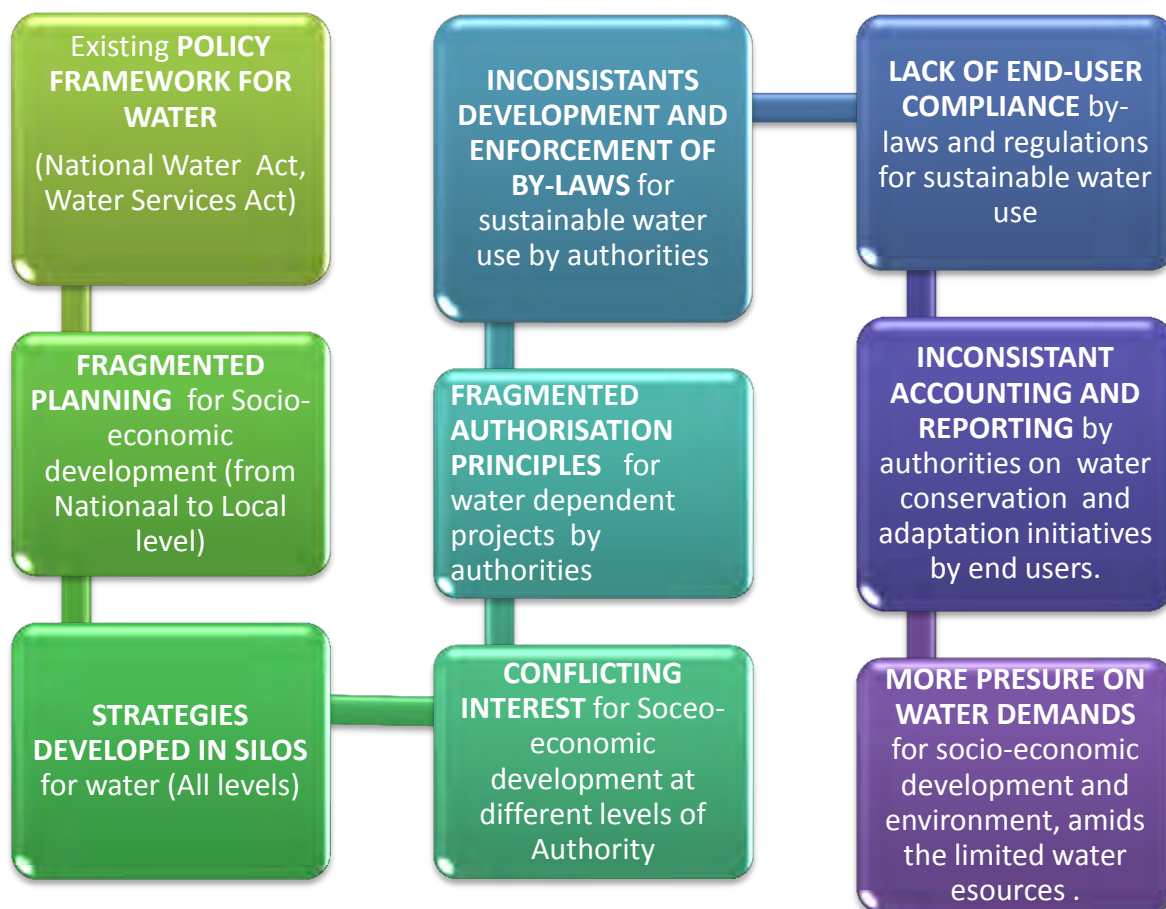 Existing POLICY
FRAMEWORK FOR
WATER
(National Water Act,
Water Services Act)
FRAGMENTED
PLANNING for Socio-
economic
development (from
Nationaal to Local
level)
STRATEGIES
DEVELOPED IN SILOS
for water (All levels)
CONFLICTING
INTEREST for Soceo-
economic
development at
different levels of
Authority
FRAGMENTED
AUTHORISATION
PRINCIPLES for
water dependent
projects by
authorities
INCONSISTANTS
DEVELOPMENT AND
ENFORCEMENT OF
BY-LAWS for
sustainable water
use by authorities
LACK OF END-USER
COMPLIANCE by-
laws and regulations
for sustainable water
use
INCONSISTANT
ACCOUNTING AND
REPORTING by
authorities on water
conservation and
adaptation initiatives
by end users.
MORE PRESURE ON
WATER DEMANDS
for socio-economic
development and
environment, amids
the limited water
esources .